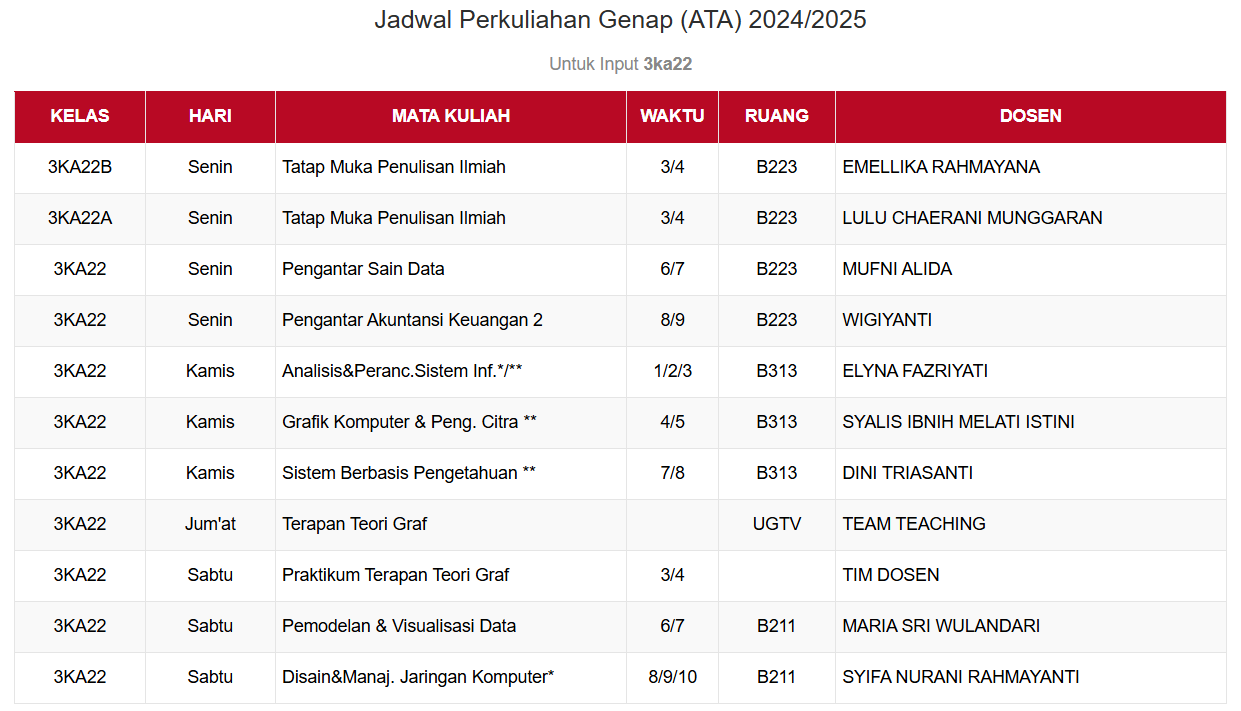 Jadwal Perkuliahan Genap (ATA) 2024/2025
Untuk Input 3ka22
KELAS HARI MATA KULIAH WAKTU RUANG DOSEN
3KA22B Senin Tatap Muka Penulisan Ilmiah 3/4 B223 EMELLIKA RAHMAYANA
3KA22A Senin Tatap Muka Penulisan Ilmiah 3/4 B223 LULU CHAERANI MUNGGARAN
3KA22 Senin Pengantar Sain Data 6/7 B223 MUFNI ALIDA
3KA22 Senin Pengantar Akuntansi Keuangan 2 8/9 B223 WIGIYANTI
3KA22 Kamis Analisis&Peranc.Sistem Inf.*/** 1/2/3 B313 ELYNA FAZRIYATI
3KA22 Kamis Grafik Komputer & Peng. Citra ** 4/5 B313 SYALIS IBNIH MELATI ISTINI
3KA22 Kamis Sistem Berbasis Pengetahuan ** 7/8 B313 DINI TRIASANTI
3KA22 Jum'at Terapan Teori Graf UGTV TEAM TEACHING
3KA22 Sabtu Praktikum Terapan Teori Graf 3/4 TIM DOSEN
3KA22 Sabtu Pemodelan & Visualisasi Data 6/7 B211 MARIA SRI WULANDARI
3KA22 Sabtu Disain&Manaj. Jaringan Komputer* 8/9/10 B211 SYIFA NURANI RAHMAYANTI